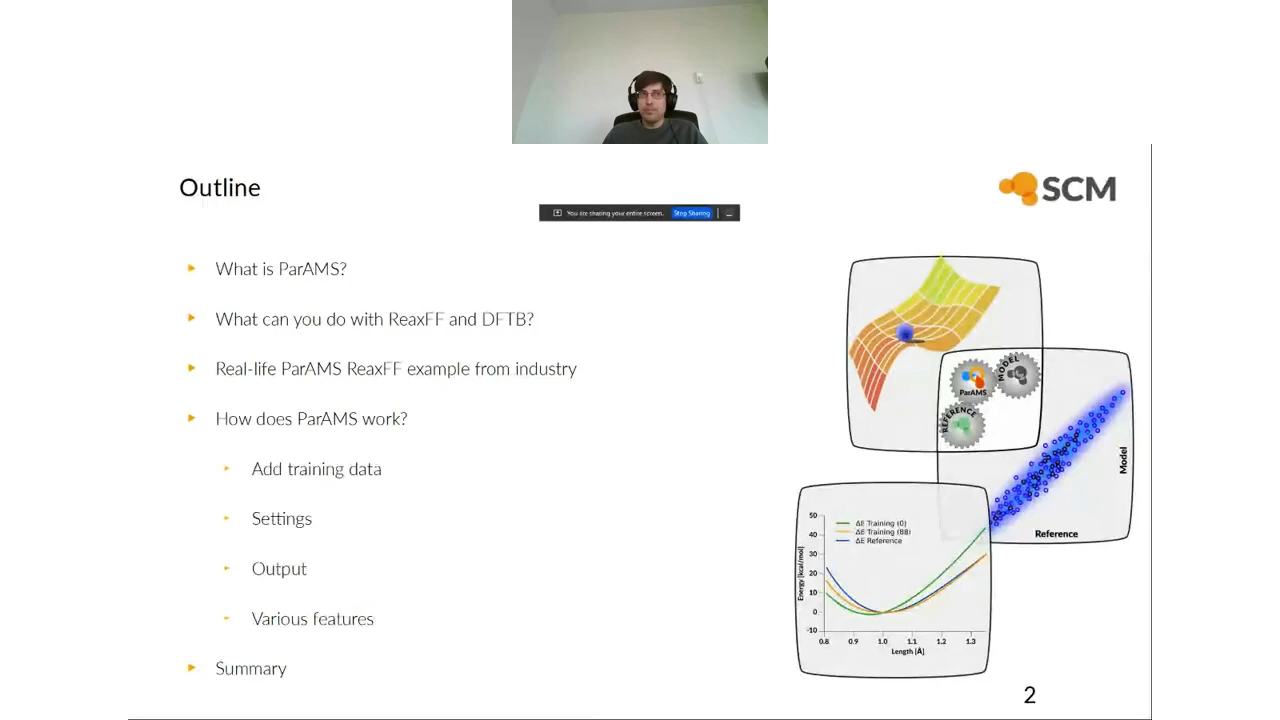 Outline
SCM
You are sharing your entire screen.
Stop Sharing
What is ParAMS?
What can you do with ReaxFF and DFTB?
Real-life ParAMS ReaxFF example from industry
How does ParAMS work?
Add training data
Settings
Output
Various features
Summary
ParAMS
MODEL
REFERENCE
Model
Reference
ΔE Training (0)
ΔE Training (88)
ΔE Reference
Energy [kcal/mol]
50
40
30
20
10
0
-10
0.8 0.9 1.0 1.1 1.2 1.3
Length [Å]
2